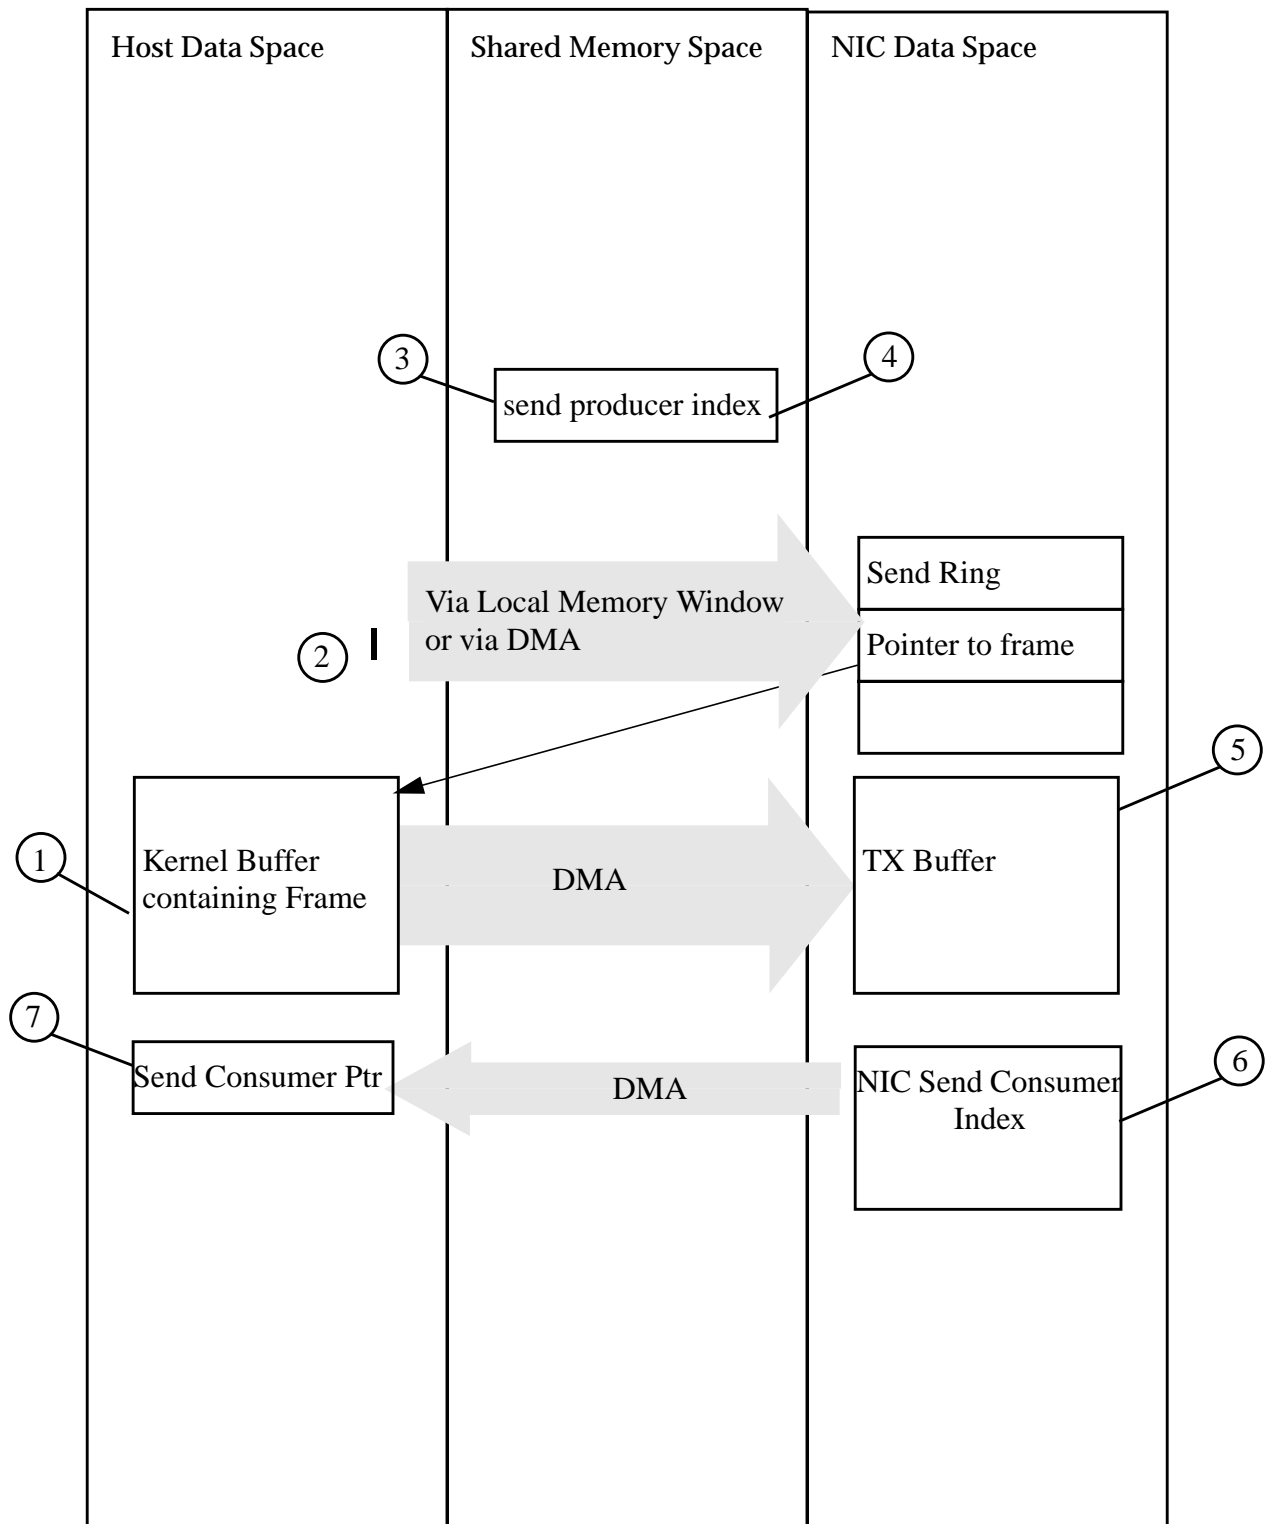 Host Data Space
Shared Memory Space
NIC Data Space
3
4
send producer index
Send Ring
Via Local Memory Window
or via DMA
2
Pointer to frame
5
1
Kernel Buffer
containing Frame
DMA
TX Buffer
7
Send Consumer Ptr
DMA
NIC Send Consumer
Index
6